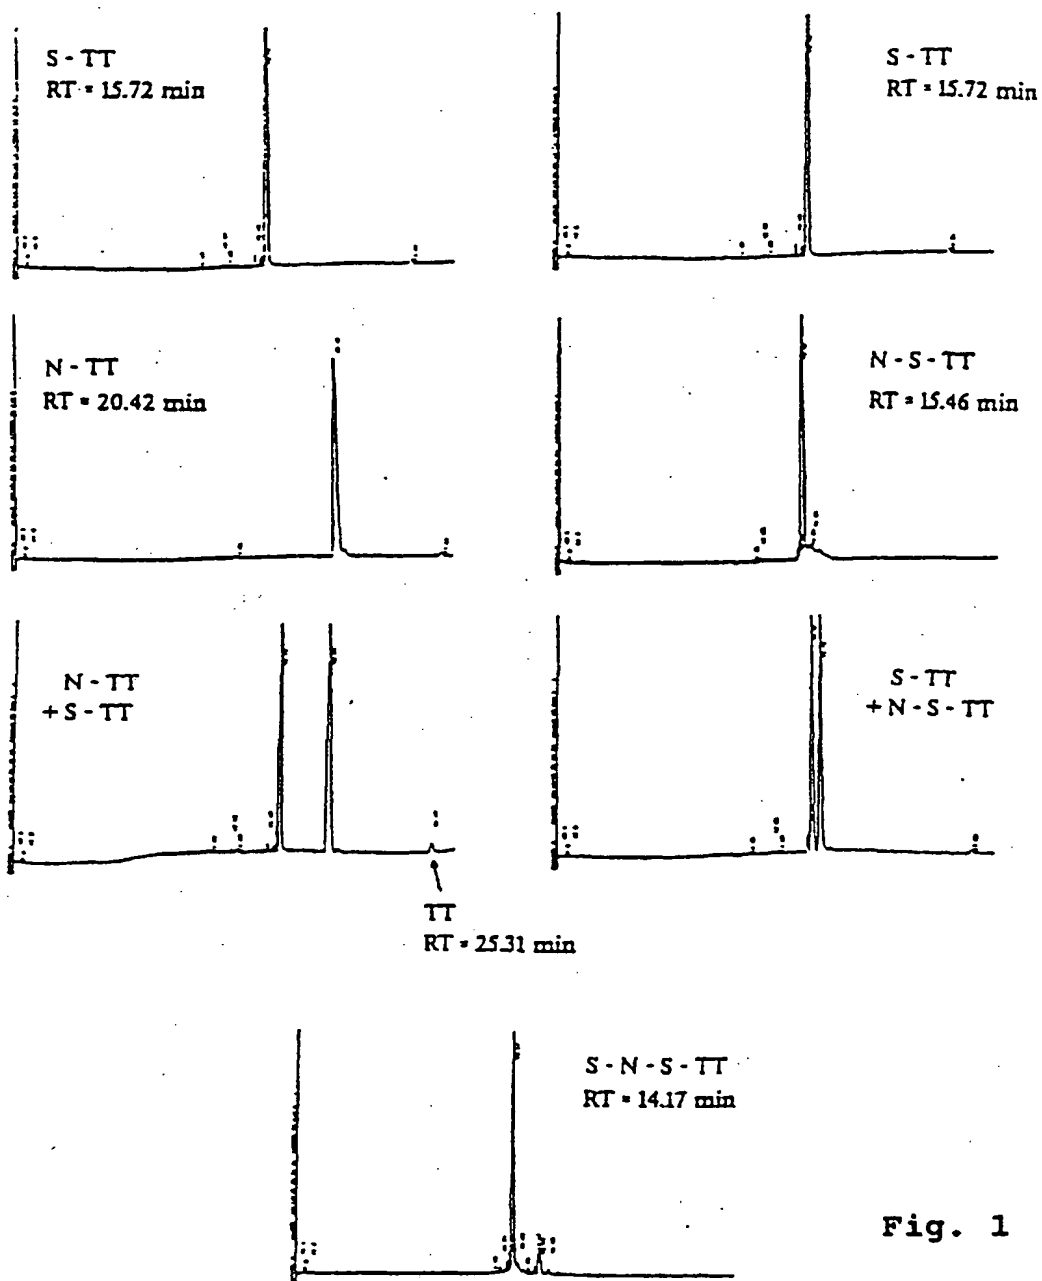 S - TT
RT = 15.72 min
S - TT
RT = 15.72 min
N - TT
RT = 20.42 min
N - S - TT
RT = 15.46 min
N - TT
+ S - TT
S - TT
+ N - S - TT
TT
RT = 25.31 min
S - N - S - TT
RT = 14.17 min
Fig. 1